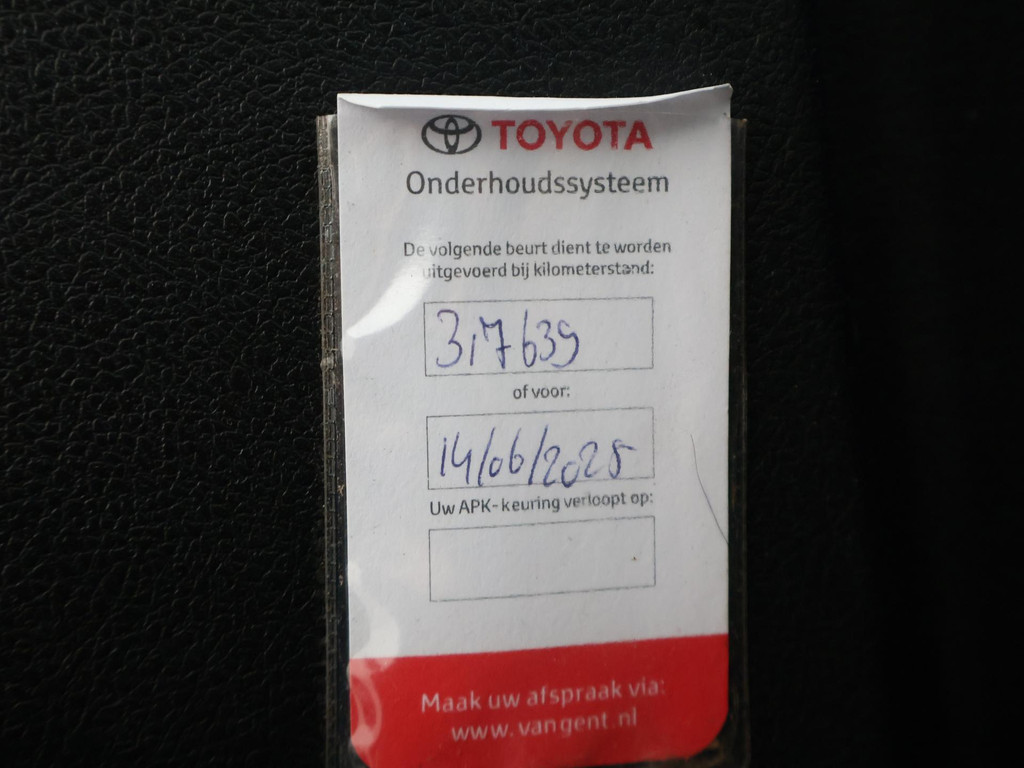 TOYOTA
Onderhoudssysteem
De volgende beurt dient te worden
uitgevoerd bij kilometerstand:
317639
of voor:
14/06/2025
Uw APK-keuring verloopt op:
Maak uw afspraak via:
www.vangent.nl